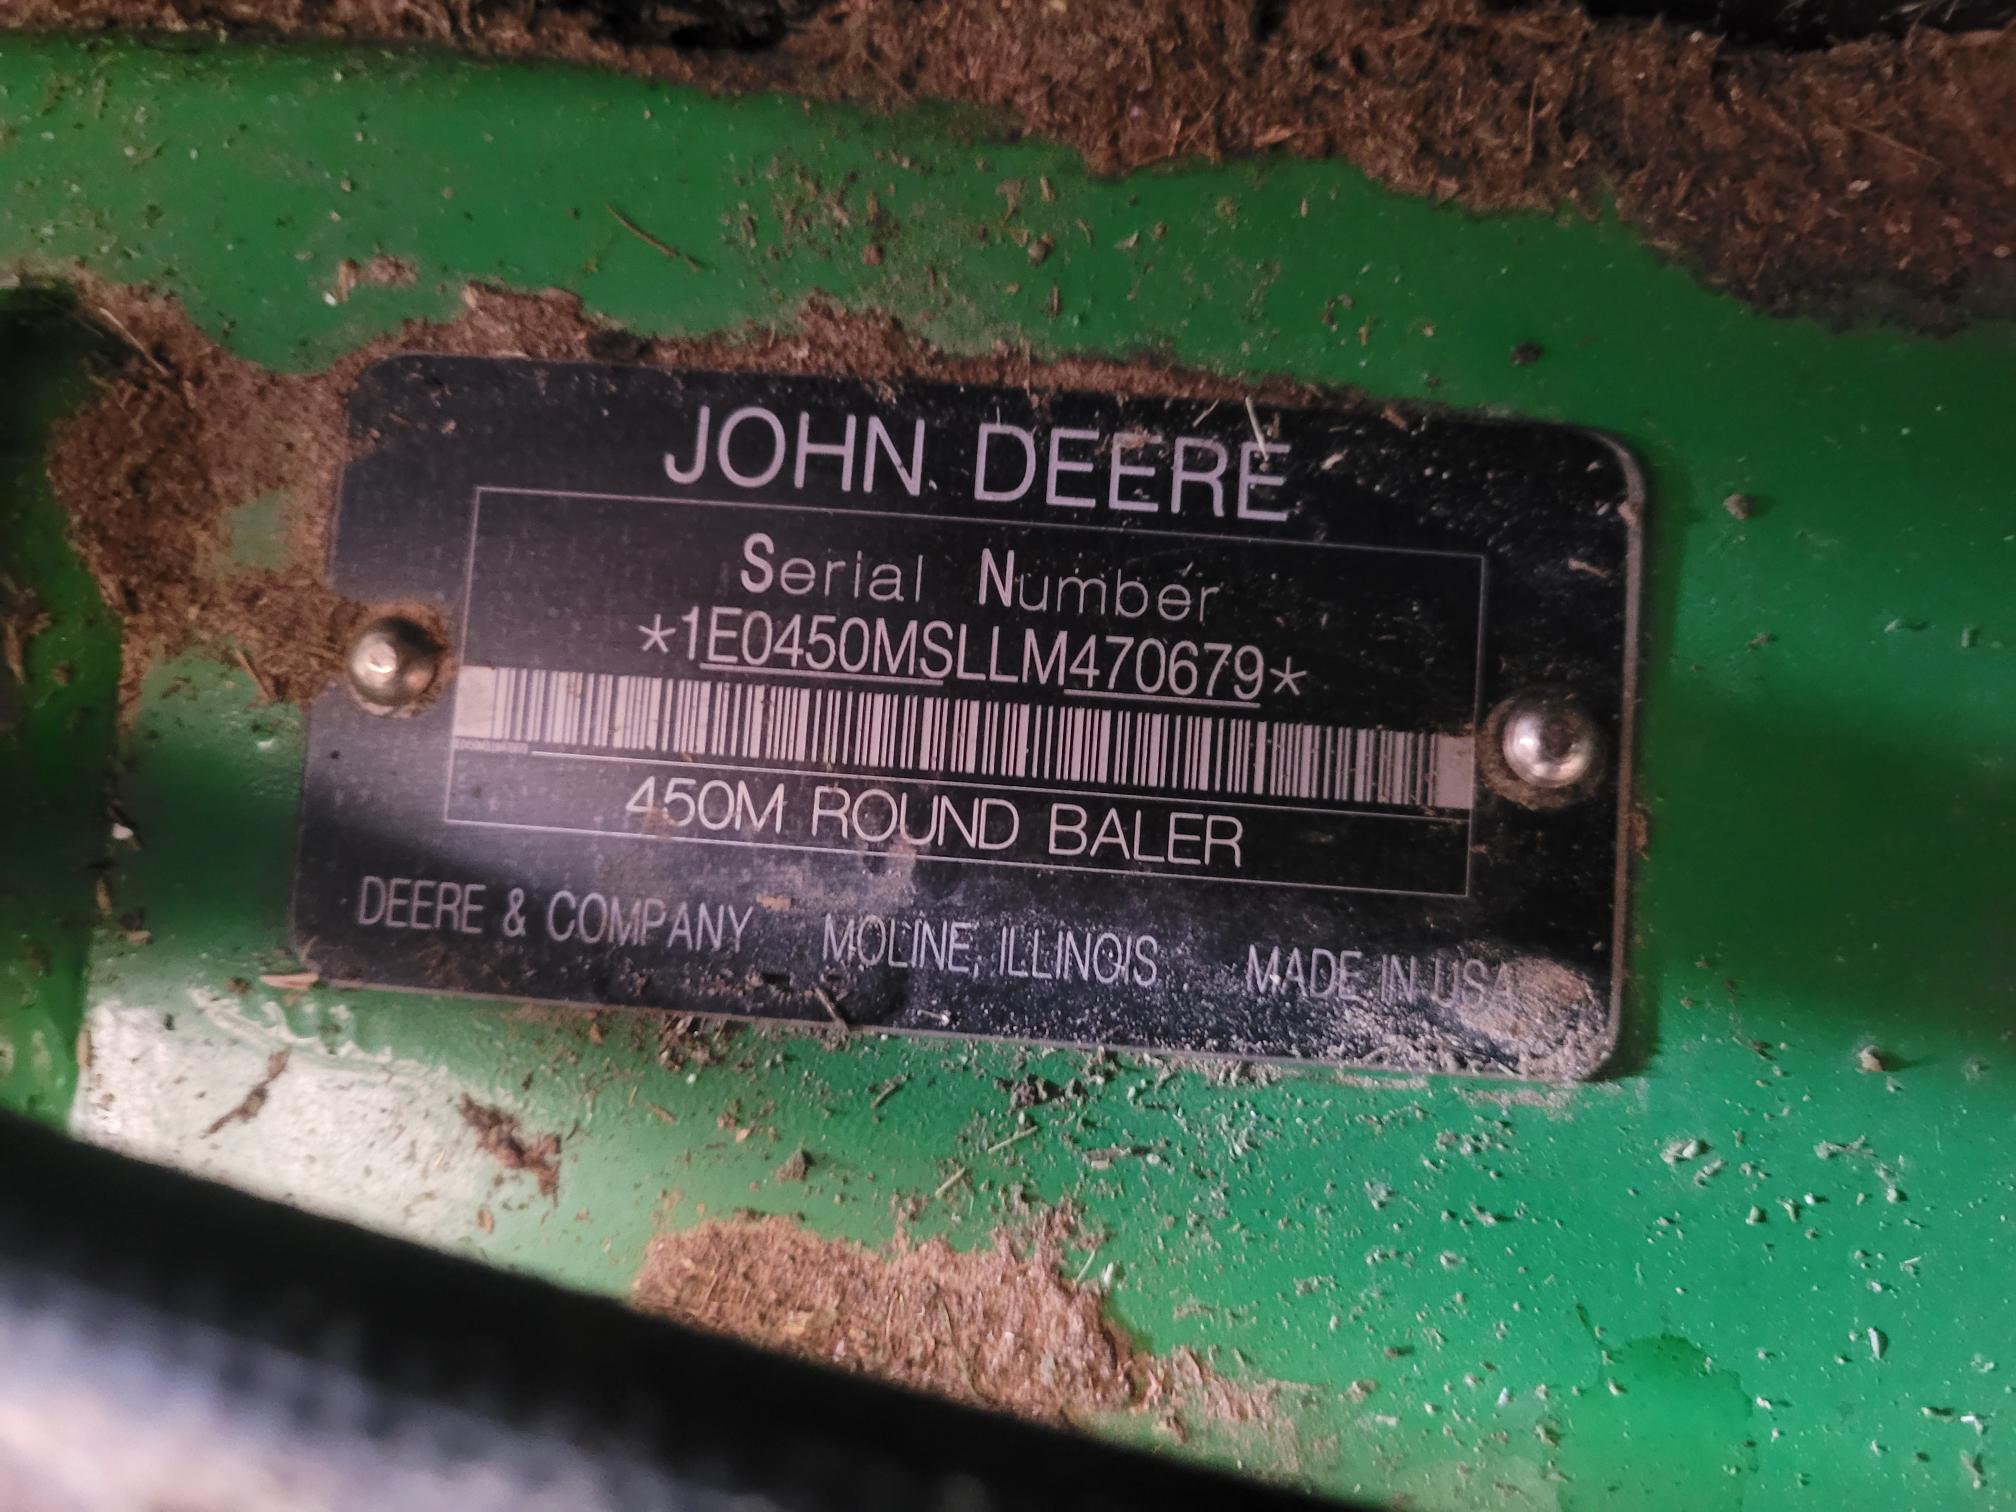 JOHN DEERE
Serial Number
*1E0450MSLLM470679*
450M ROUND BALER
DEERE & COMPANY MOLINE, ILLINOIS MADE IN USA